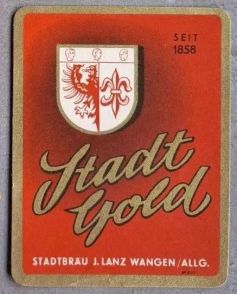 SEIT
1858
Stadt
Gold
STADTBRÄU J. LANZ WANGEN/ALLG.